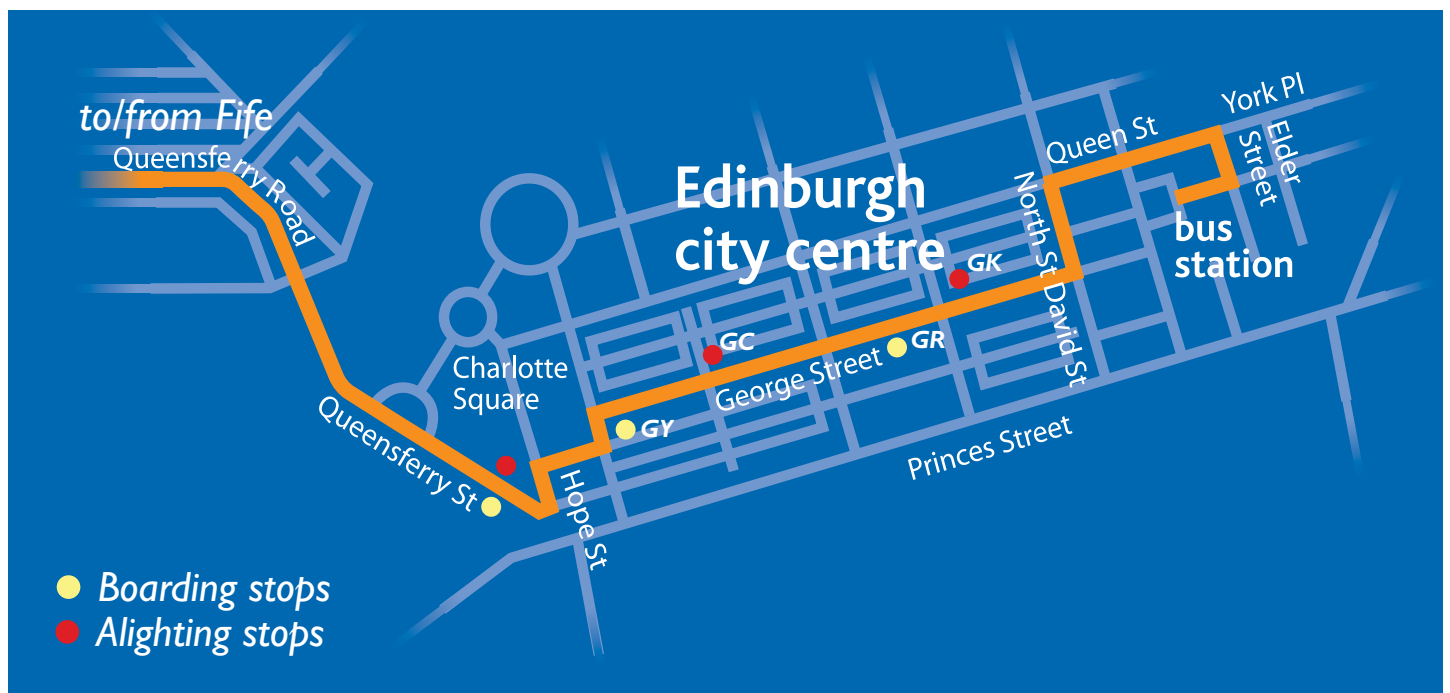 to/from Fife
Queensferry Road
York Pl
Queen St
Elder
Street
Edinburgh
city centre
North St David St
bus
station
GK
GC
GR
Charlotte
Square
George Street
GY
Queensferry St
Princes Street
Hope St
Boarding stops
Alighting stops